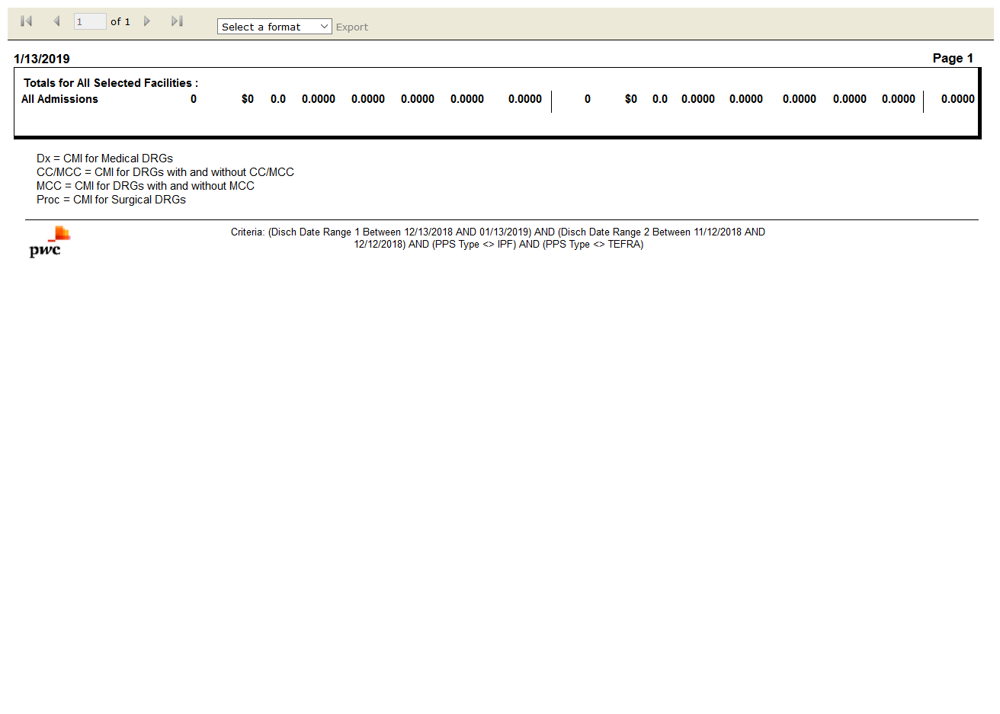 1 of 1 Select a format Export
1/13/2019 Page 1
Totals for All Selected Facilities :
All Admissions 0 $0 0.0 0.0000 0.0000 0.0000 0.0000 0.0000 0 $0 0.0 0.0000 0.0000 0.0000 0.0000 0.0000 0.0000
Dx = CMI for Medical DRGs
CC/MCC = CMI for DRGs with and without CC/MCC
MCC = CMI for DRGs with and without MCC
Proc = CMI for Surgical DRGs
pwc
Criteria: (Disch Date Range 1 Between 12/13/2018 AND 01/13/2019) AND (Disch Date Range 2 Between 11/12/2018 AND
12/12/2018) AND (PPS Type <> IPF) AND (PPS Type <> TEFRA)